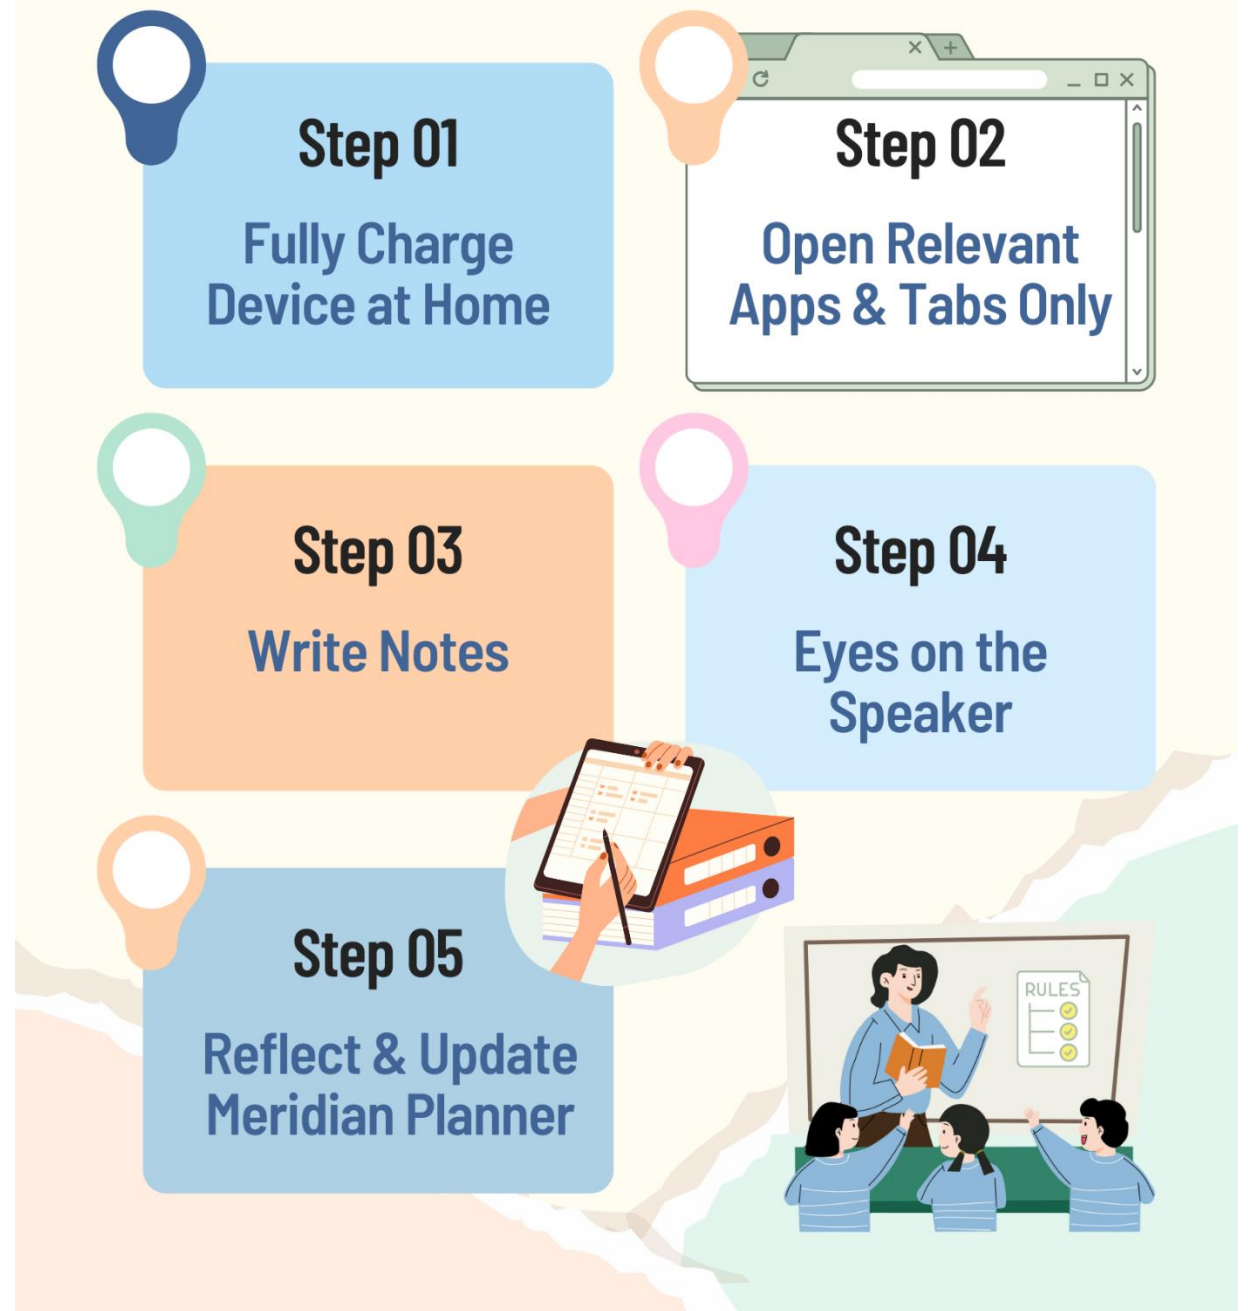 Step 01
Fully Charge
Device at Home
Step 02
Open Relevant
Apps & Tabs Only
Step 03
Write Notes
Step 04
Eyes on the
Speaker
Step 05
Reflect & Update
Meridian Planner
RULES